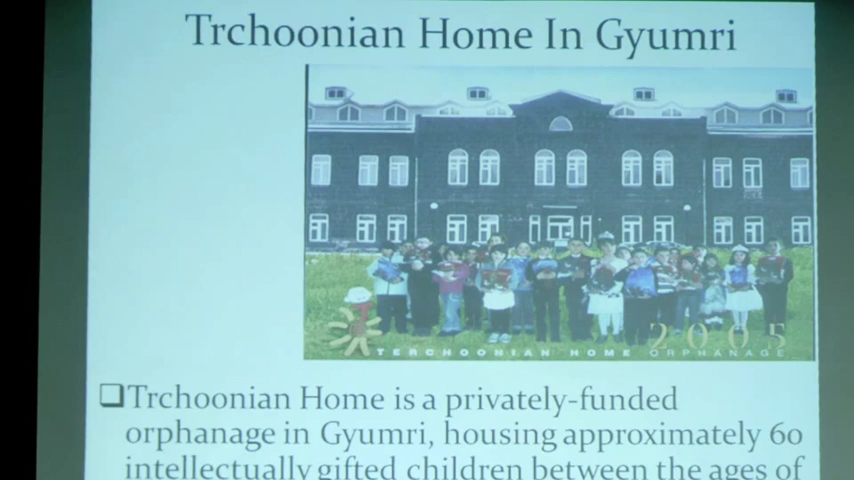 Trchoonian Home In Gyumri
2005
TERCHOONIAN HOME ORPHANAGE
❑Trchoonian Home is a privately-funded
orphanage in Gyumri, housing approximately 60
intellectually gifted children between the ages of